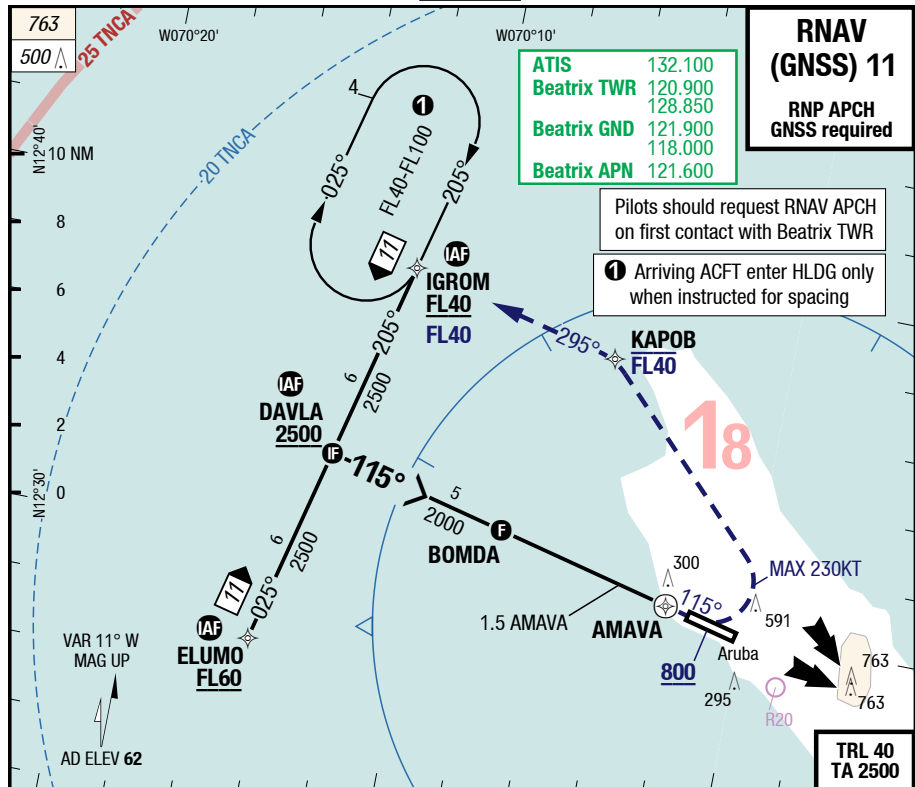 763
500
25 TNCA
W070°20'
W070°10'
RNAV
(GNSS) 11
RNP APCH
GNSS required
ATIS 132.100
Beatrix TWR 120.900
128.850
Beatrix GND 121.900
118.000
Beatrix APN 121.600
Pilots should request RNAV APCH
on first contact with Beatrix TWR
1 Arriving ACFT enter HLDG only
when instructed for spacing
N12°40'
10 NM
20 TNCA
4
1
025°
FL40-FL100
205°
8
11
IAF
IGROM
FL40
FL40
6
205°
295°
KAPOB
FL40
4
6
2500
IAF
DAVLA
2500
18
2
IF
115°
N12°30'
0
5
2000
F
BOMDA
6
2500
300
MAX 230KT
11
025°
1.5 AMAVA
AMAVA
115°
591
IAF
ELUMO
FL60
800
Aruba
295
R20
763
763
VAR 11° W
MAG UP
AD ELEV 62
TRL 40
TA 2500